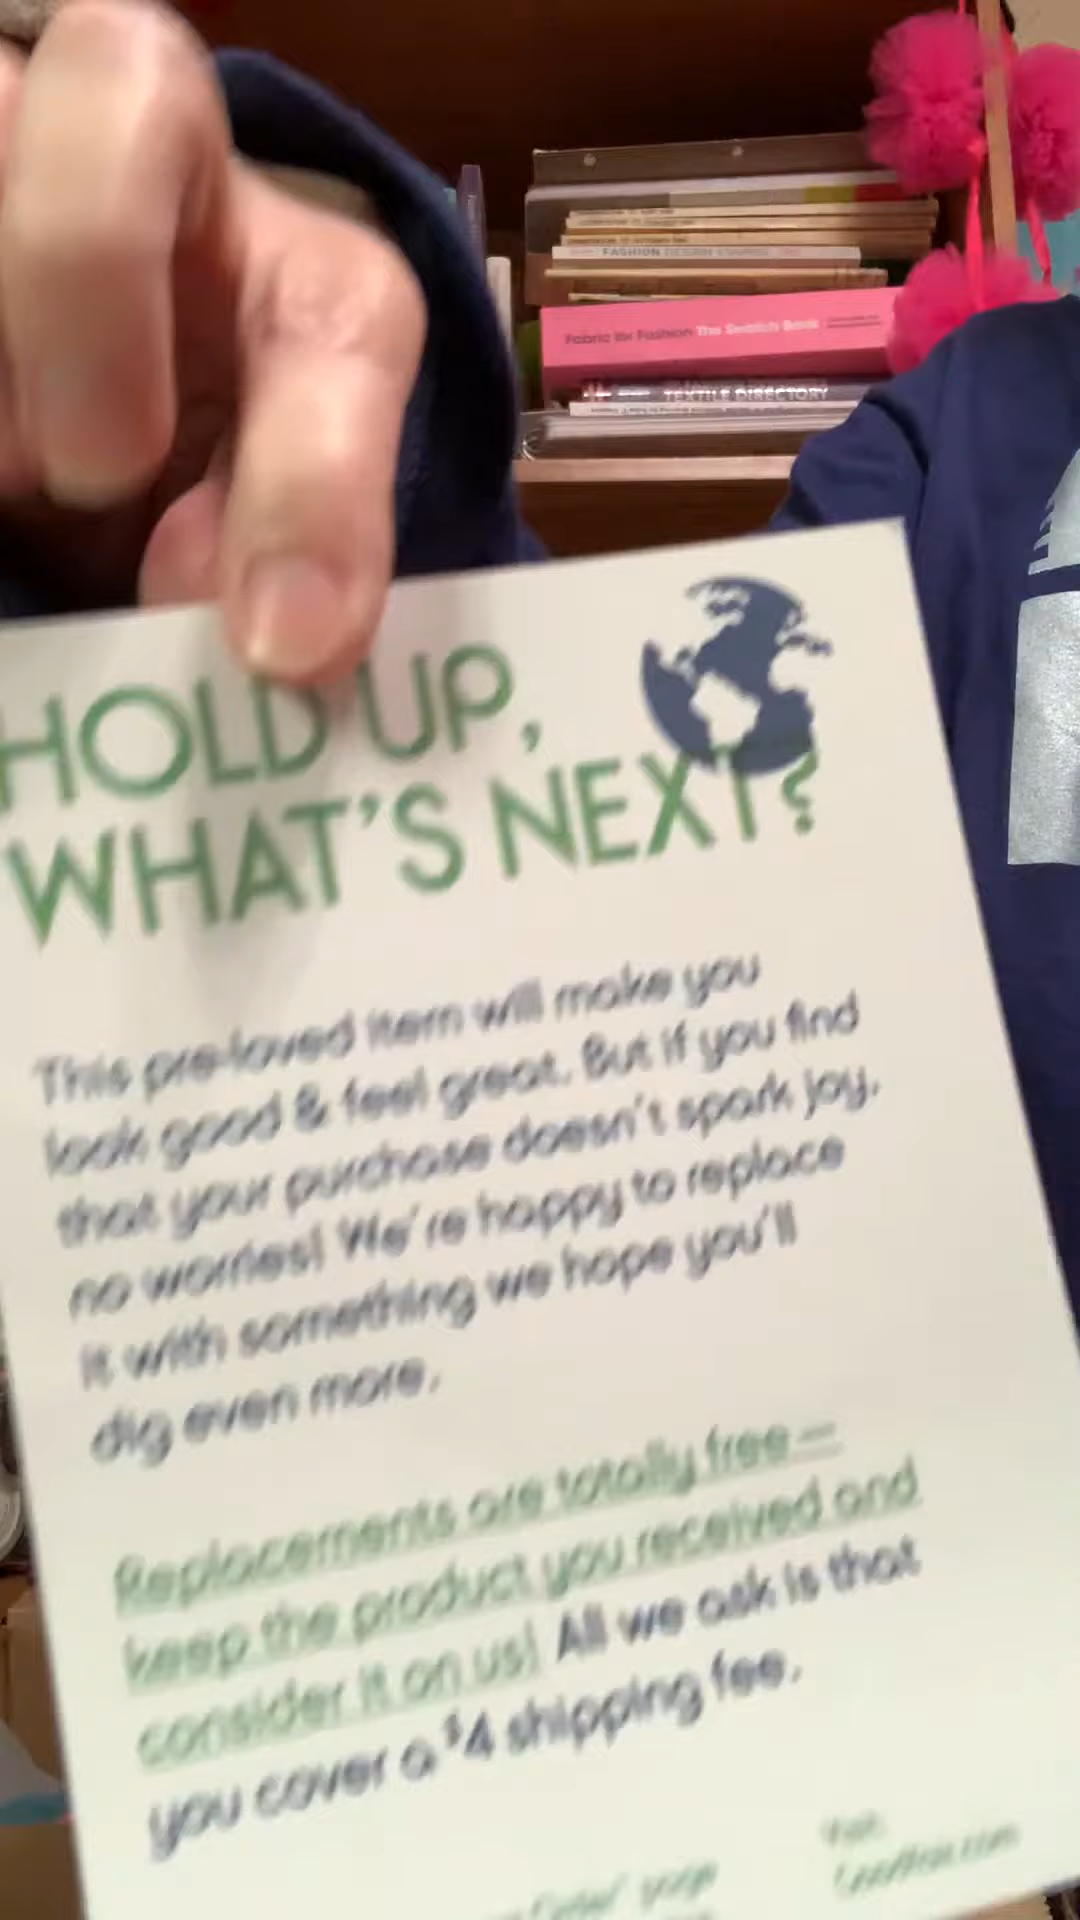 FASHION DESIGN
Fabric for Fashion The Swatch Book
TEXTILE DIRECTORY
HOLD UP,
WHAT'S NEXT?
This pre-loved item will make you
look good & feel great. But if you find
that your purchase doesn't spark joy,
no worries! We're happy to replace
it with something we hope you'll
dig even more.
Replacements are totally free —
keep the product you received and
consider it on us! All we ask is that
you cover a $4 shipping fee.
Visit
page